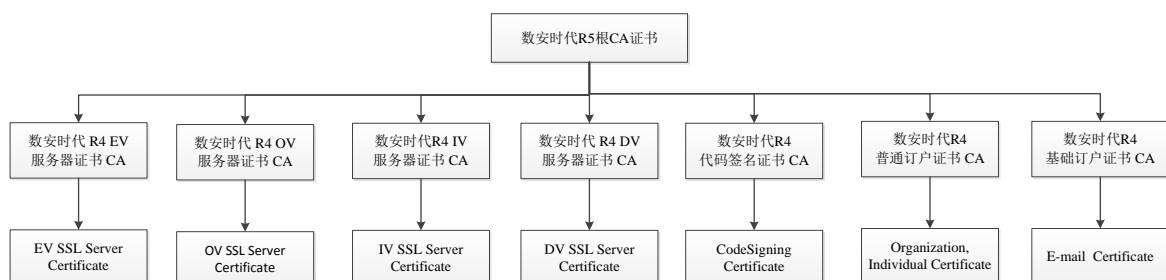 数安时代R5根CA证书
数安时代 R4 EV
服务器证书 CA
数安时代 R4 OV
服务器证书 CA
数安时代R4 IV
服务器证书 CA
数安时代 R4 DV
服务器证书 CA
数安时代R4
代码签名证书 CA
数安时代R4
普通订户证书 CA
数安时代R4
基础订户证书 CA
EV SSL Server
Certificate
OV SSL Server
Certificate
IV SSL Server
Certificate
DV SSL Server
Certificate
CodeSigning
Certificate
Organization,
Individual Certificate
E-mail Certificate